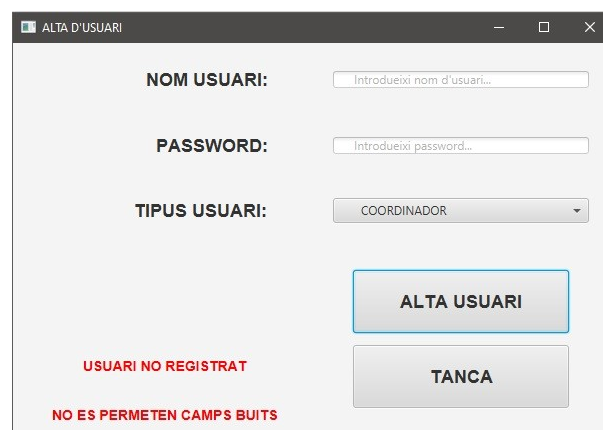 ALTA D'USUARI
NOM USUARI:
Introdueixi nom d'usuari...
PASSWORD:
Introdueixi password...
TIPUS USUARI:
COORDINADOR
ALTA USUARI
USUARI NO REGISTRAT
TANCA
NO ES PERMETEN CAMPS BUITS